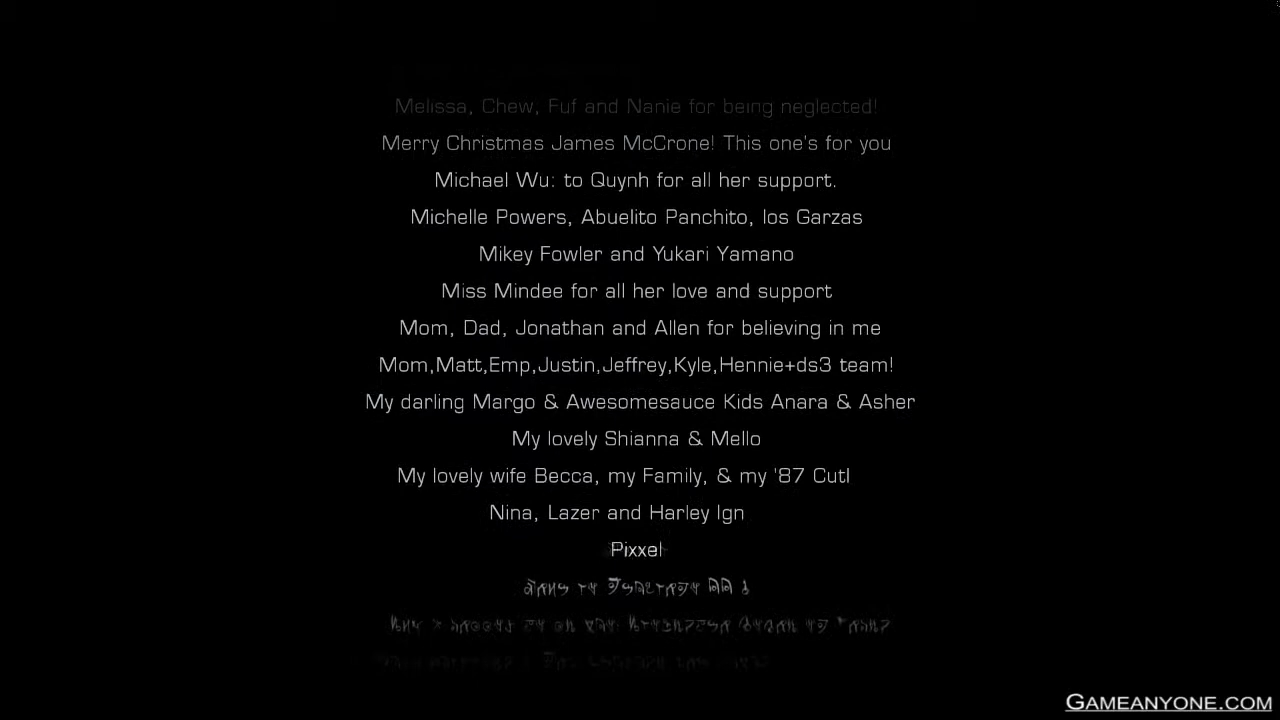 Melissa, Chew, Fuf and Nanie for being neglected!
Merry Christmas James McCrone! This one's for you
Michael Wu: to Quynh for all her support.
Michelle Powers, Abuelito Panchito, los Garzas
Mikey Fowler and Yukari Yamano
Miss Mindee for all her love and support
Mom, Dad, Jonathan and Allen for believing in me
Mom,Matt,Emp,Justin,Jeffrey,Kyle,Hennie+ds3 team!
My darling Margo & Awesomesauce Kids Anara & Asher
My lovely Shianna & Mello
My lovely wife Becca, my Family, & my '87 Cutl
Nina, Lazer and Harley Ign
Pixxel
GAMEANYONE.COM